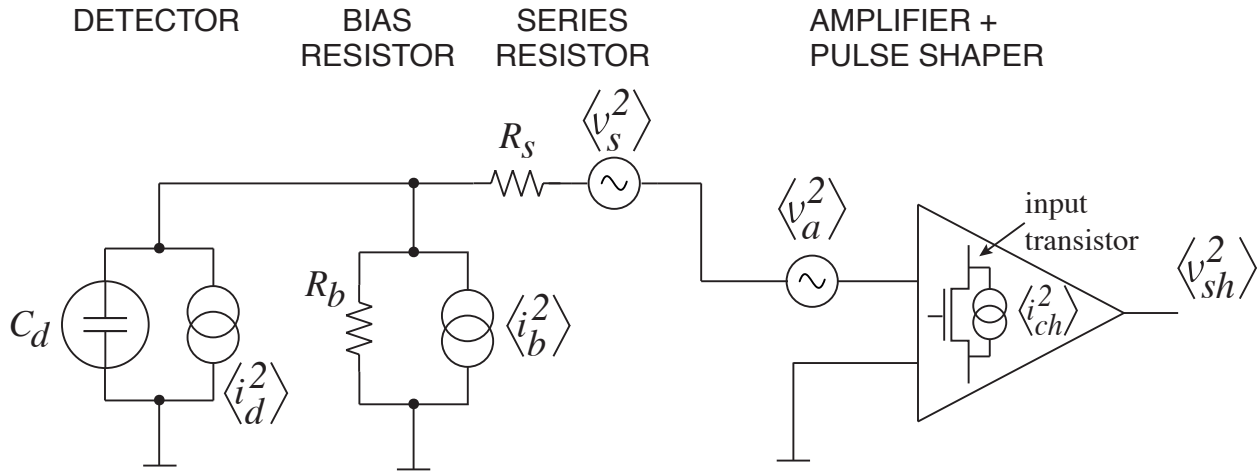 DETECTOR
BIAS
RESISTOR
SERIES
RESISTOR
AMPLIFIER +
PULSE SHAPER
R_s
⟨v_s^2⟩
⟨v_a^2⟩
input
transistor
⟨v_sh^2⟩
C_d
⟨i_d^2⟩
R_b
⟨i_b^2⟩
⟨i_ch^2⟩